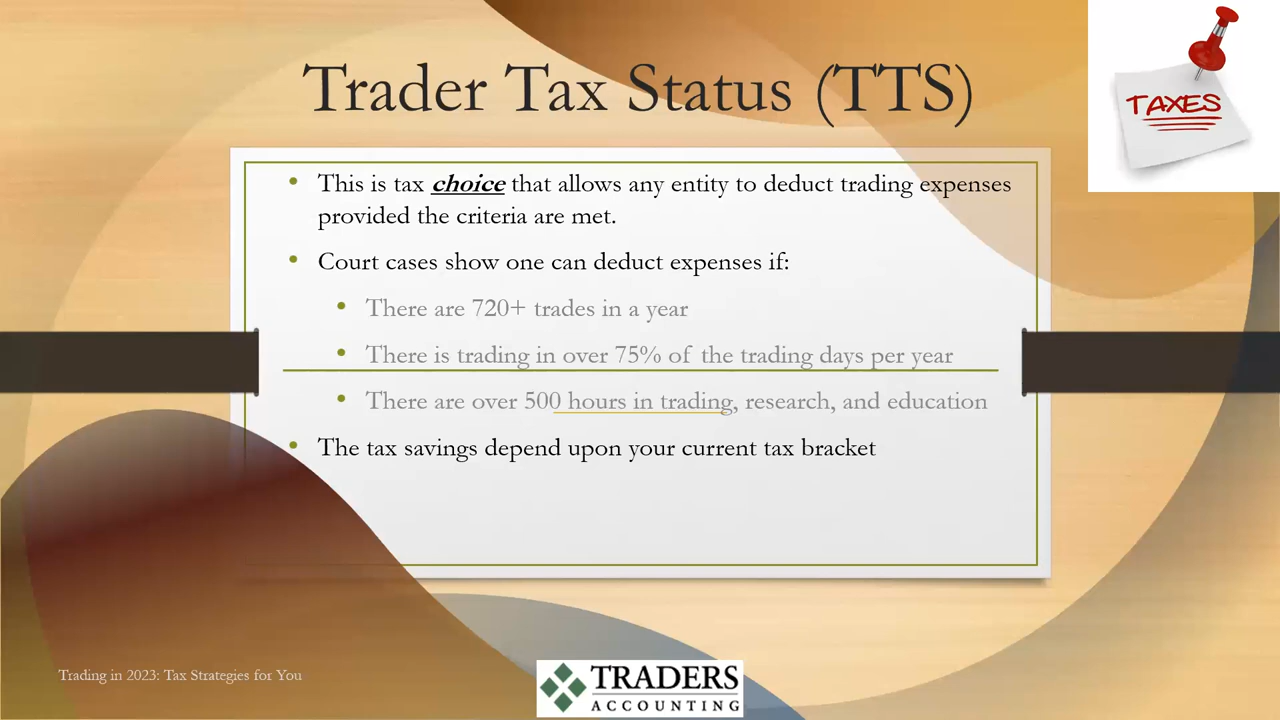 Trader Tax Status (TTS)
TAXES
• This is tax choice that allows any entity to deduct trading expenses
provided the criteria are met.
• Court cases show one can deduct expenses if:
• There are 720+ trades in a year
• There is trading in over 75% of the trading days per year
• There are over 500 hours in trading, research, and education
• The tax savings depend upon your current tax bracket
Trading in 2023: Tax Strategies for You
TRADERS
ACCOUNTING